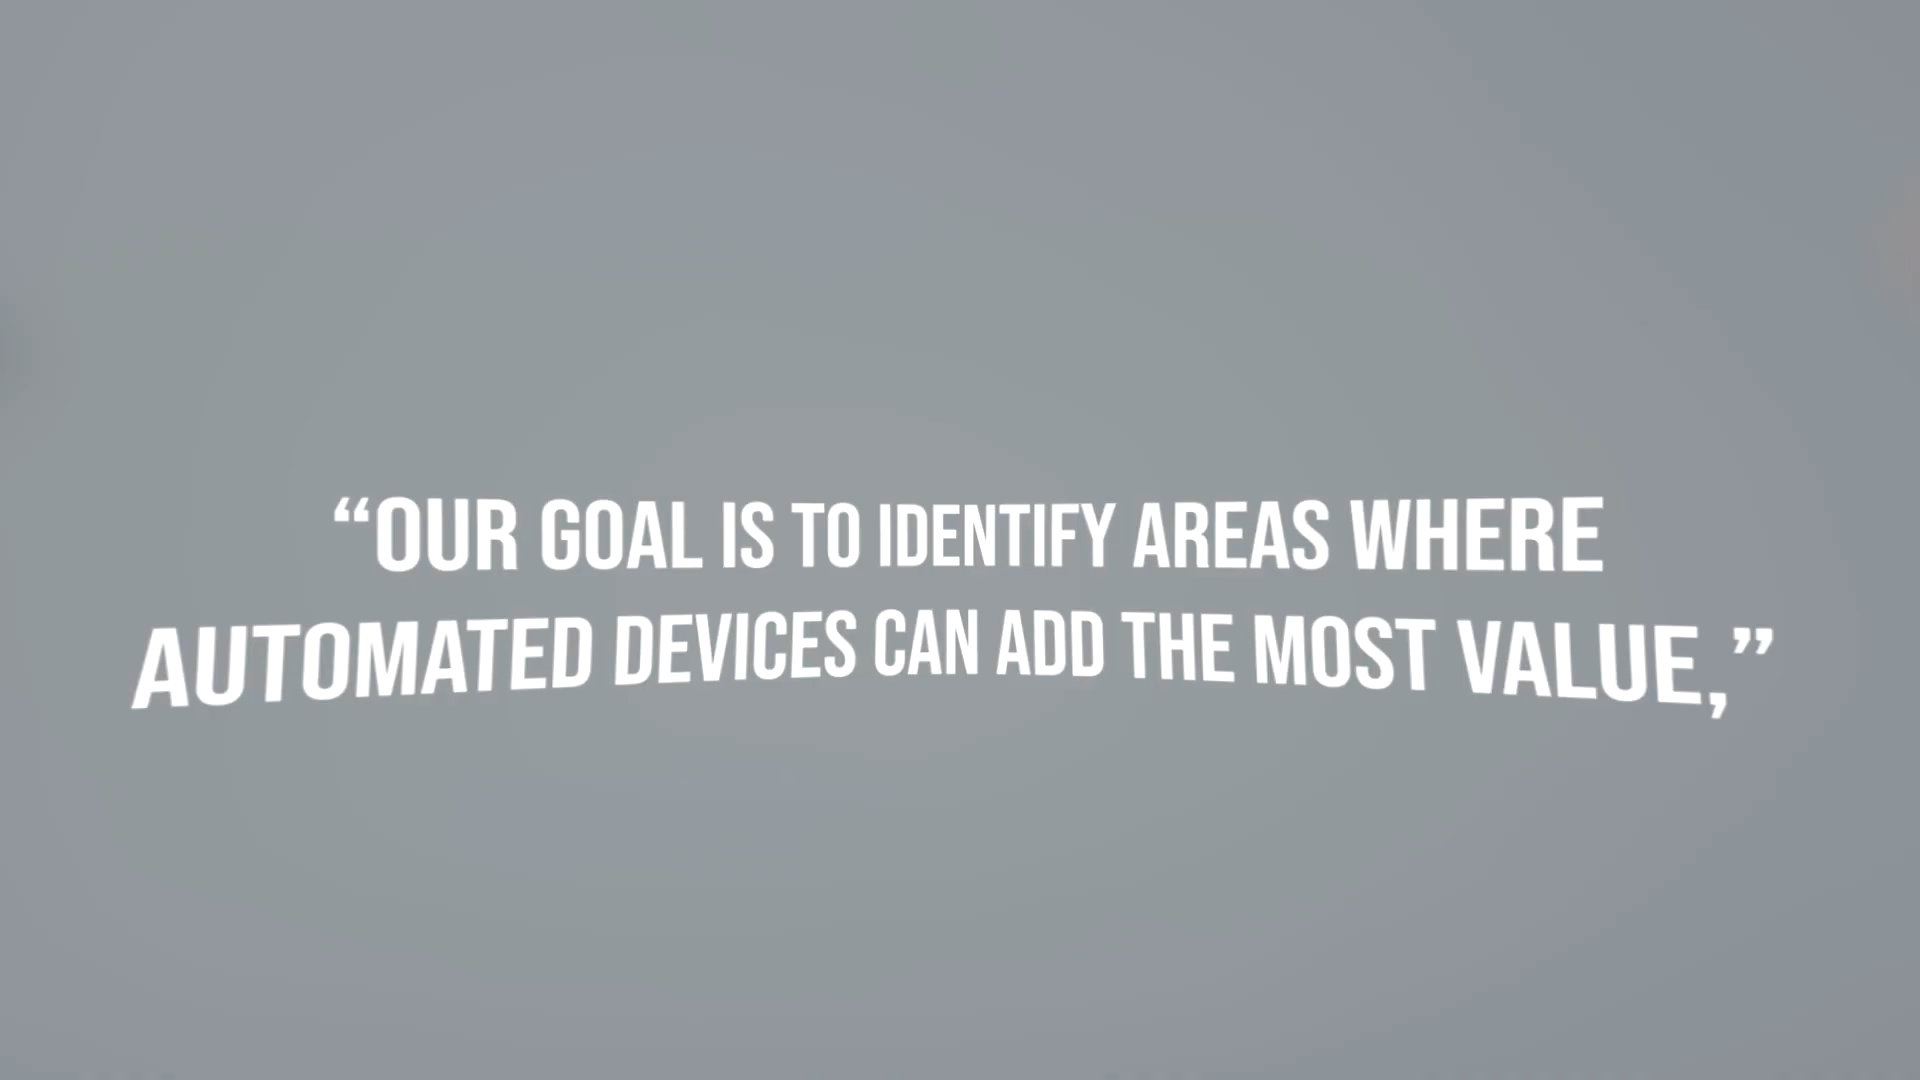 “OUR GOAL IS TO IDENTIFY AREAS WHERE
AUTOMATED DEVICES CAN ADD THE MOST VALUE,”